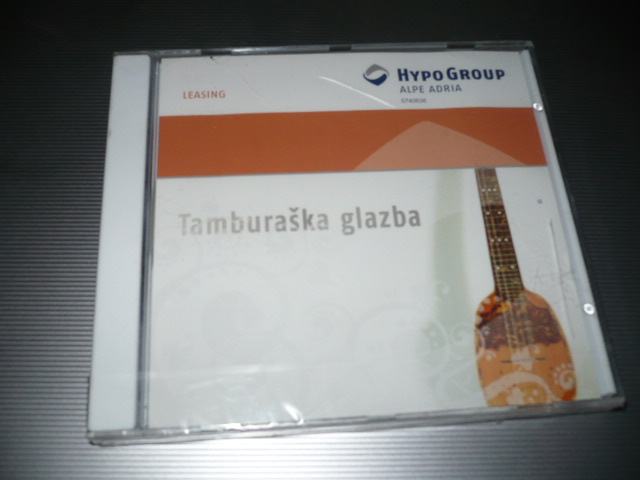 LEASING
HYPO GROUP
ALPE ADRIA
Tamburaška glazba